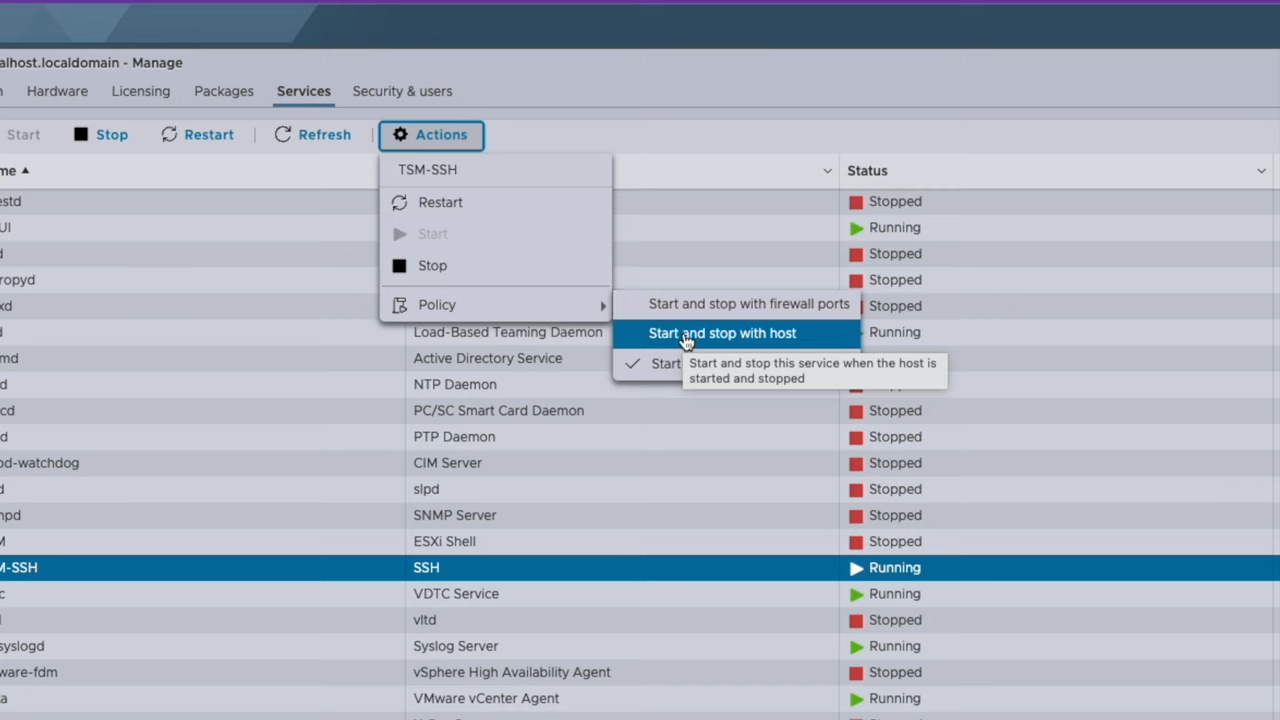 alhost.localdomain - Manage
Hardware Licensing Packages Services Security & users
Start Stop Restart Refresh Actions
me Status
estd Stopped
UI Running
d Stopped
ropyd Stopped
xd Stopped
d Load-Based Teaming Daemon Running
TSM-SSH
Restart
Start
Stop
Policy
Start and stop with firewall ports
Start and stop with host
Start
Start and stop this service when the host is
started and stopped
md Active Directory Service
d NTP Daemon
cd PC/SC Smart Card Daemon Stopped
d PTP Daemon Stopped
od-watchdog CIM Server Stopped
d slpd Stopped
npd SNMP Server Stopped
M ESXi Shell Stopped
M-SSH SSH Running
c VDTC Service Running
l vltd Stopped
syslogd Syslog Server Running
ware-fdm vSphere High Availability Agent Stopped
a VMware vCenter Agent Running